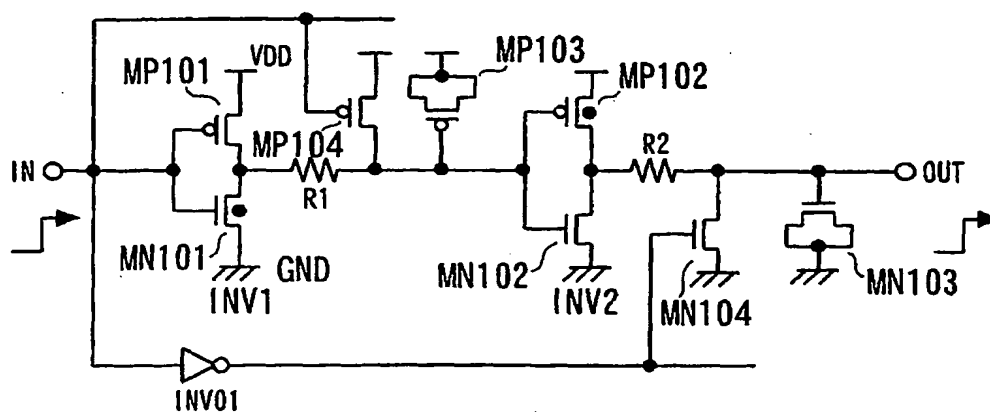 MP103
VDD
MP101
MP102
MP104
R2
IN
OUT
R1
MN101
MN102
GND
MN103
INV1
INV2
MN104
INV01